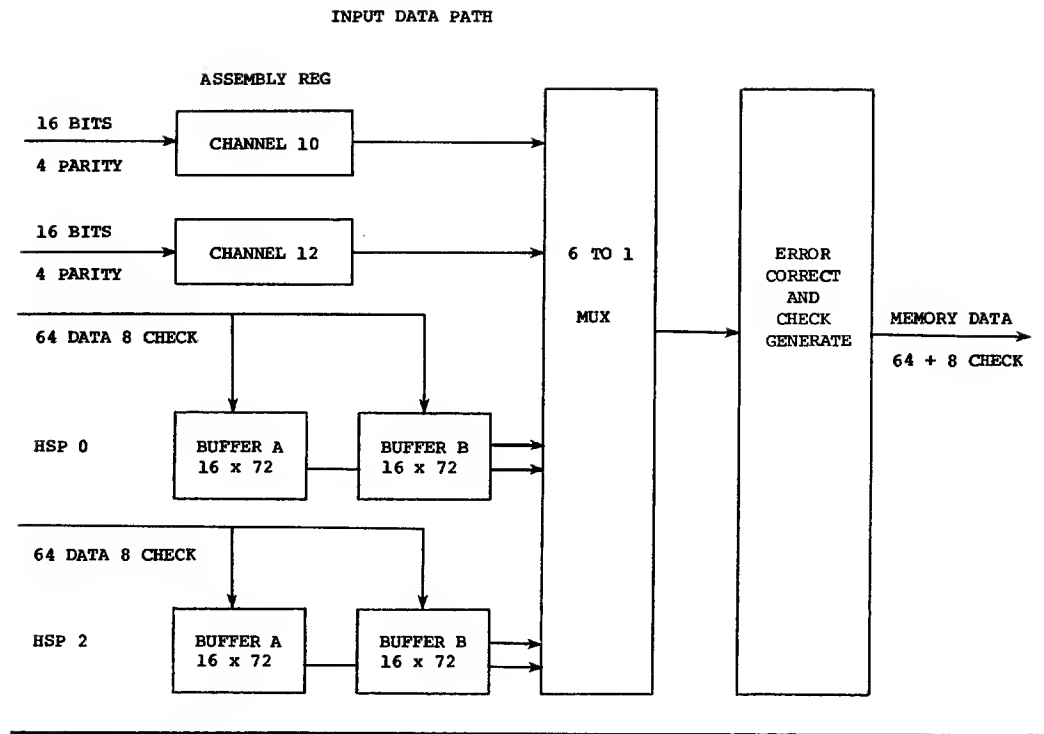 INPUT DATA PATH
ASSEMBLY REG
16 BITS
4 PARITY
CHANNEL 10
16 BITS
4 PARITY
CHANNEL 12
64 DATA 8 CHECK
HSP 0
BUFFER A
16 x 72
BUFFER B
16 x 72
64 DATA 8 CHECK
HSP 2
BUFFER A
16 x 72
BUFFER B
16 x 72
6 TO 1
MUX
ERROR
CORRECT
AND
CHECK
GENERATE
MEMORY DATA
64 + 8 CHECK